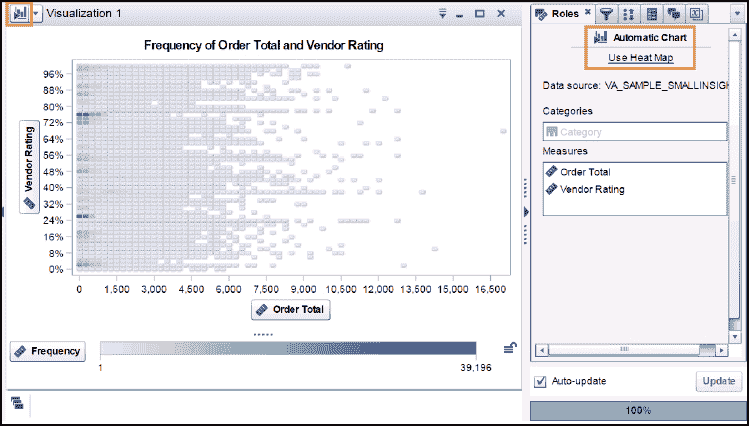 Visualization 1
Frequency of Order Total and Vendor Rating
Vendor Rating
96%
88%
80%
72%
64%
56%
48%
40%
32%
24%
16%
8%
0%
0 1,500 3,000 4,500 6,000 7,500 9,000 10,500 12,000 13,500 15,000 16,500
Order Total
Frequency
1 39,196
Roles
Automatic Chart
Use Heat Map
Data source: VA_SAMPLE_SMALLINSIGH
Categories
Category
Measures
Order Total
Vendor Rating
Auto-update
Update
100%